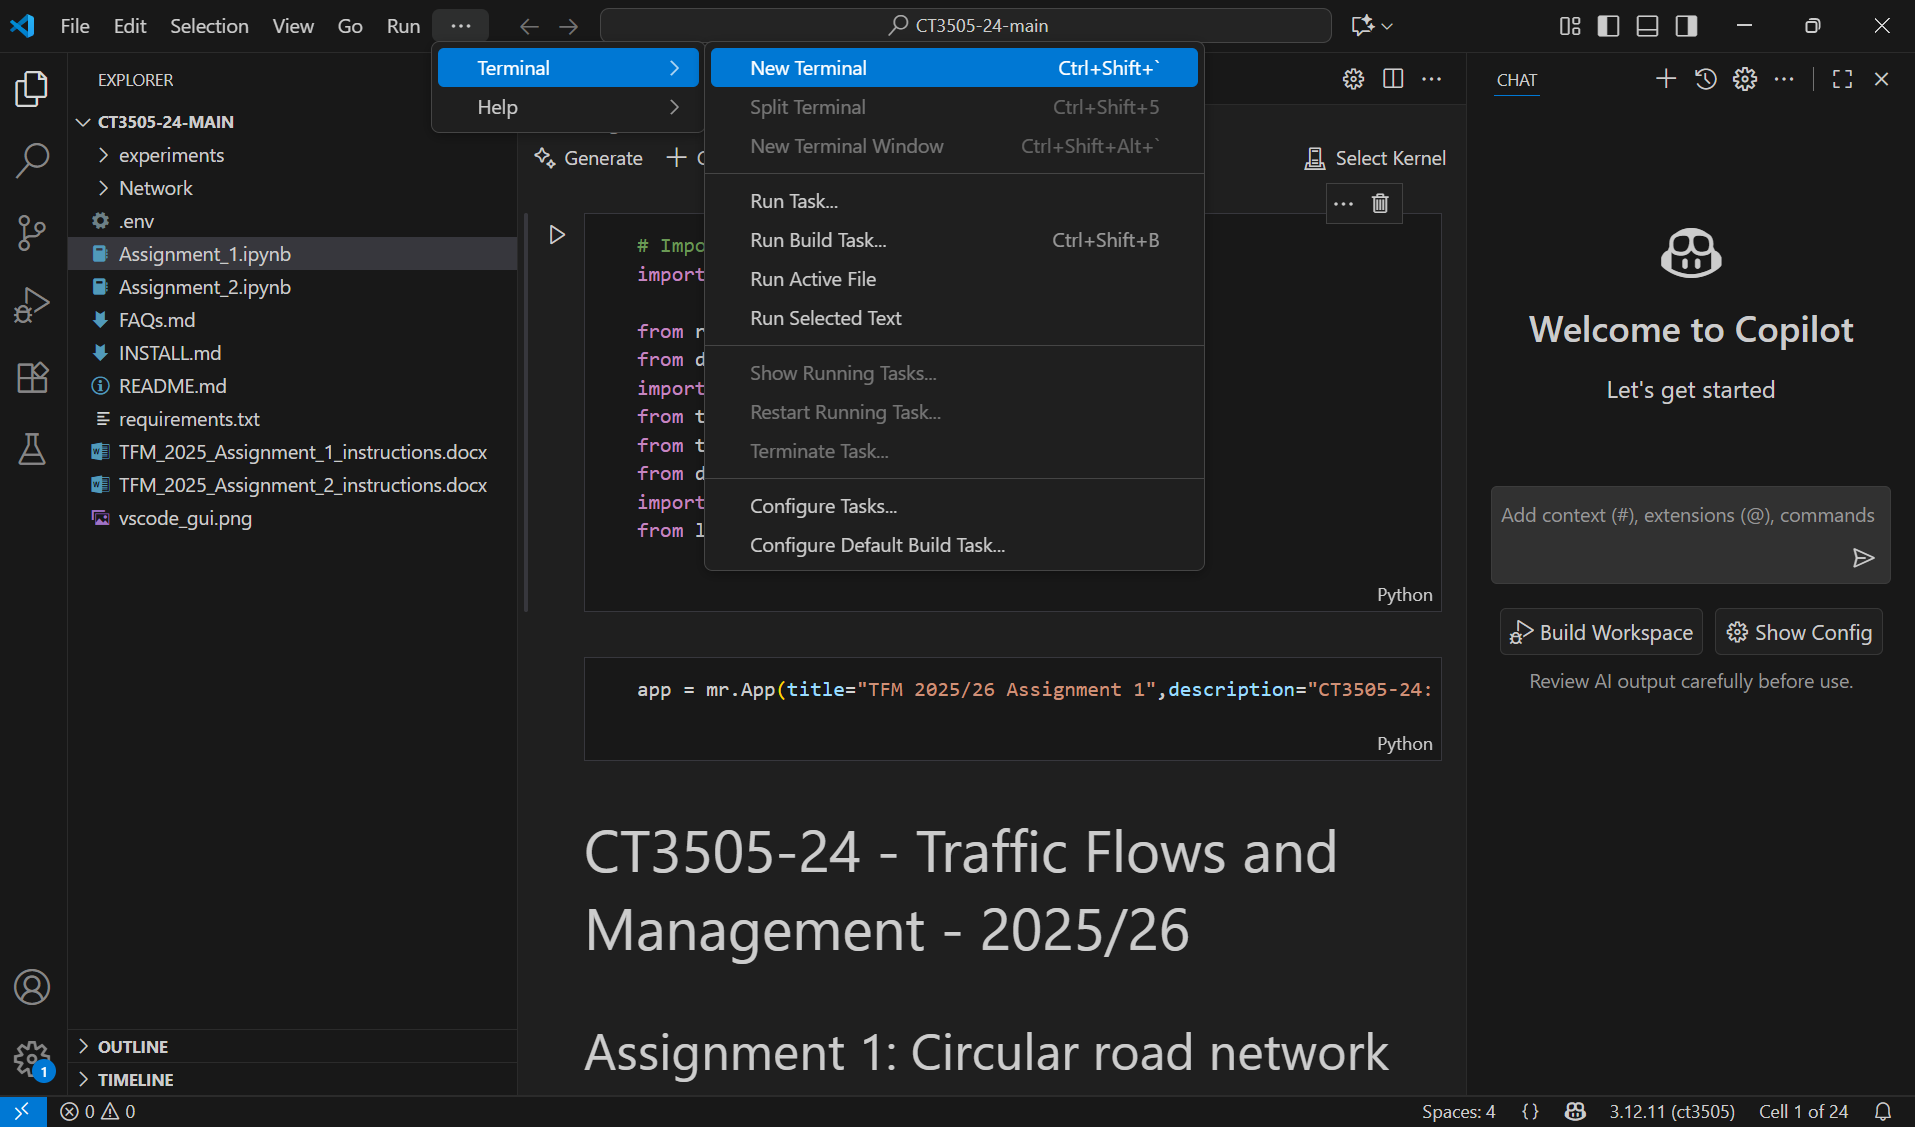 File Edit Selection View Go Run ··· CT3505-24-main
EXPLORER
CT3505-24-MAIN
experiments
Network
.env
Assignment_1.ipynb
Assignment_2.ipynb
FAQs.md
INSTALL.md
README.md
requirements.txt
TFM_2025_Assignment_1_instructions.docx
TFM_2025_Assignment_2_instructions.docx
vscode_gui.png
OUTLINE
TIMELINE
Terminal
Help
New Terminal Ctrl+Shift+`
Split Terminal Ctrl+Shift+5
New Terminal Window Ctrl+Shift+Alt+`
Run Task...
Run Build Task... Ctrl+Shift+B
Run Active File
Run Selected Text
Show Running Tasks...
Restart Running Task...
Terminate Task...
Configure Tasks...
Configure Default Build Task...
Generate Select Kernel
# Impo
import
from
from
import
from t
from t
from d
import
from
Python
app = mr.App(title="TFM 2025/26 Assignment 1",description="CT3505-24:
Python
CT3505-24 - Traffic Flows and
Management - 2025/26
Assignment 1: Circular road network
CHAT
Welcome to Copilot
Let's get started
Add context (#), extensions (@), commands
Build Workspace Show Config
Review AI output carefully before use.
1
0 0 Spaces: 4 {} 3.12.11 (ct3505) Cell 1 of 24